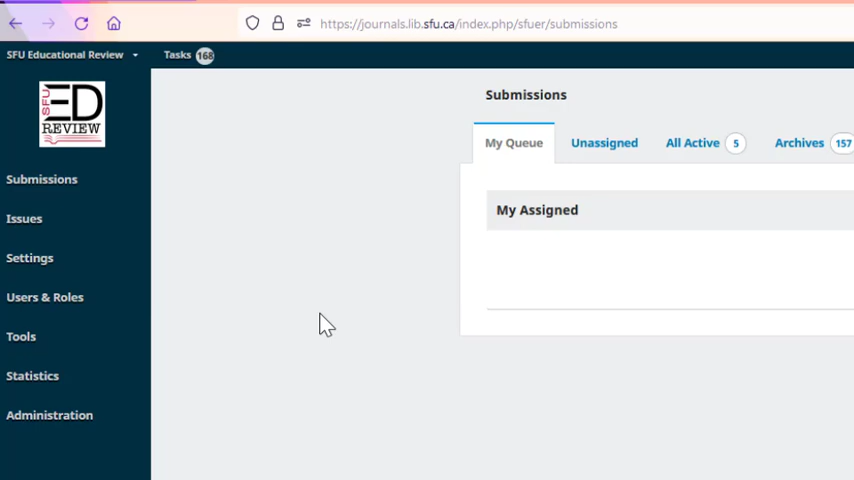 https://journals.lib.sfu.ca/index.php/sfuer/submissions
SFU Educational Review
Tasks 168
SFU ED
REVIEW
Submissions
Issues
Settings
Users & Roles
Tools
Statistics
Administration
Submissions
My Queue Unassigned All Active 5 Archives 157
My Assigned